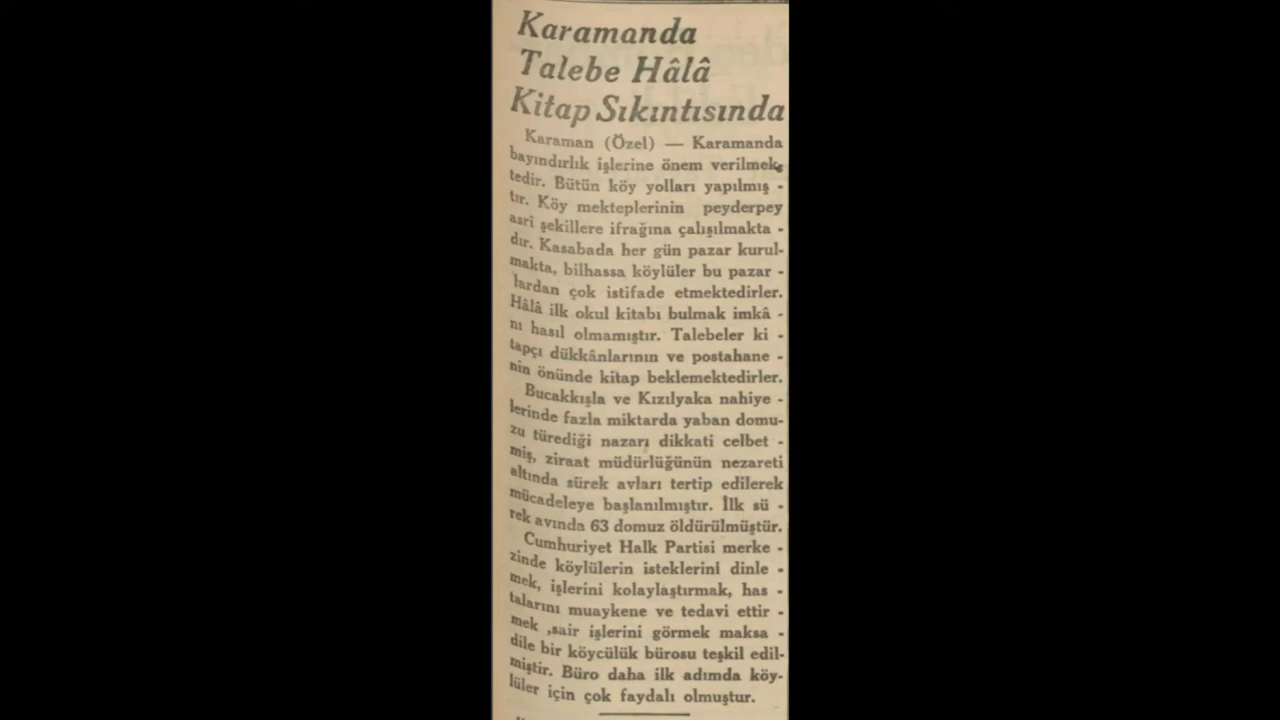 Karamanda
Talebe Hâlâ
Kitap Sıkıntısında
Karaman (Özel) — Karamanda
bayındırlık işlerine önem verilmek-
tedir. Bütün köy yolları yapılmış -
tır. Köy mekteplerinin peyderpey
asrî şekillere ifrağına çalışılmakta -
dır. Kasabada her gün pazar kurul-
makta, bilhassa köylüler bu pazar -
lardan çok istifade etmektedirler.
Hâlâ ilk okul kitabı bulmak imkâ -
nı hasıl olmamıştır. Talebeler ki -
tapçı dükkânlarının ve postahane -
nin önünde kitap beklemektedirler.
Bucakkışla ve Kızılyaka nahiye -
lerinde fazla miktarda yaban domu-
zu türediği nazarı dikkati celbet -
miş, ziraat müdürlüğünün nezareti
altında sürek avları tertip edilerek
mücadeleye başlanılmıştır. İlk sü -
rek avında 63 domuz öldürülmüştür.
Cumhuriyet Halk Partisi merke -
zinde köylülerin isteklerini dinle -
mek, işlerini kolaylaştırmak, has -
talarını muaykene ve tedavi ettir -
mek ,sair işlerini görmek maksa -
dile bir köycülük bürosu teşkil edil-
miştir. Büro daha ilk adımda köy-
lüler için çok faydalı olmuştur.